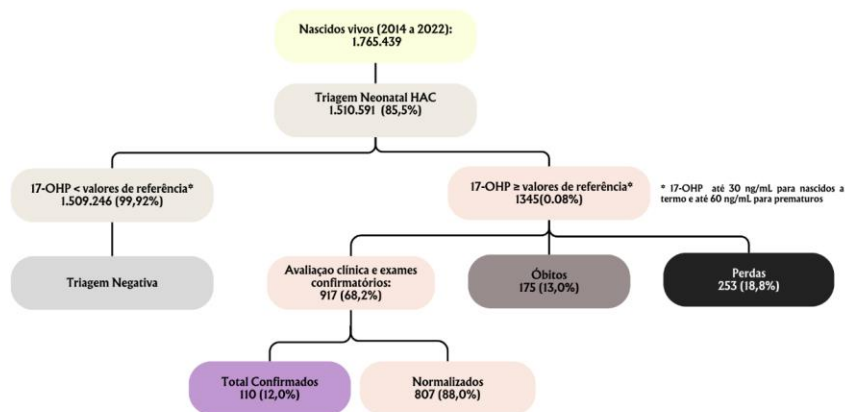 Nascidos vivos (2014 a 2022):
1.765.439
Triagem Neonatal HAC
1.510.591 (85,5%)
17-OHP < valores de referência*
1.509.246 (99,92%)
17-OHP ≥ valores de referência*
1345(0.08%)
* 17-OHP até 30 ng/mL para nascidos a
termo e até 60 ng/mL para prematuros
Triagem Negativa
Avaliaçao clínica e exames
confirmatórios:
917 (68,2%)
Óbitos
175 (13,0%)
Perdas
253 (18,8%)
Total Confirmados
110 (12,0%)
Normalizados
807 (88,0%)